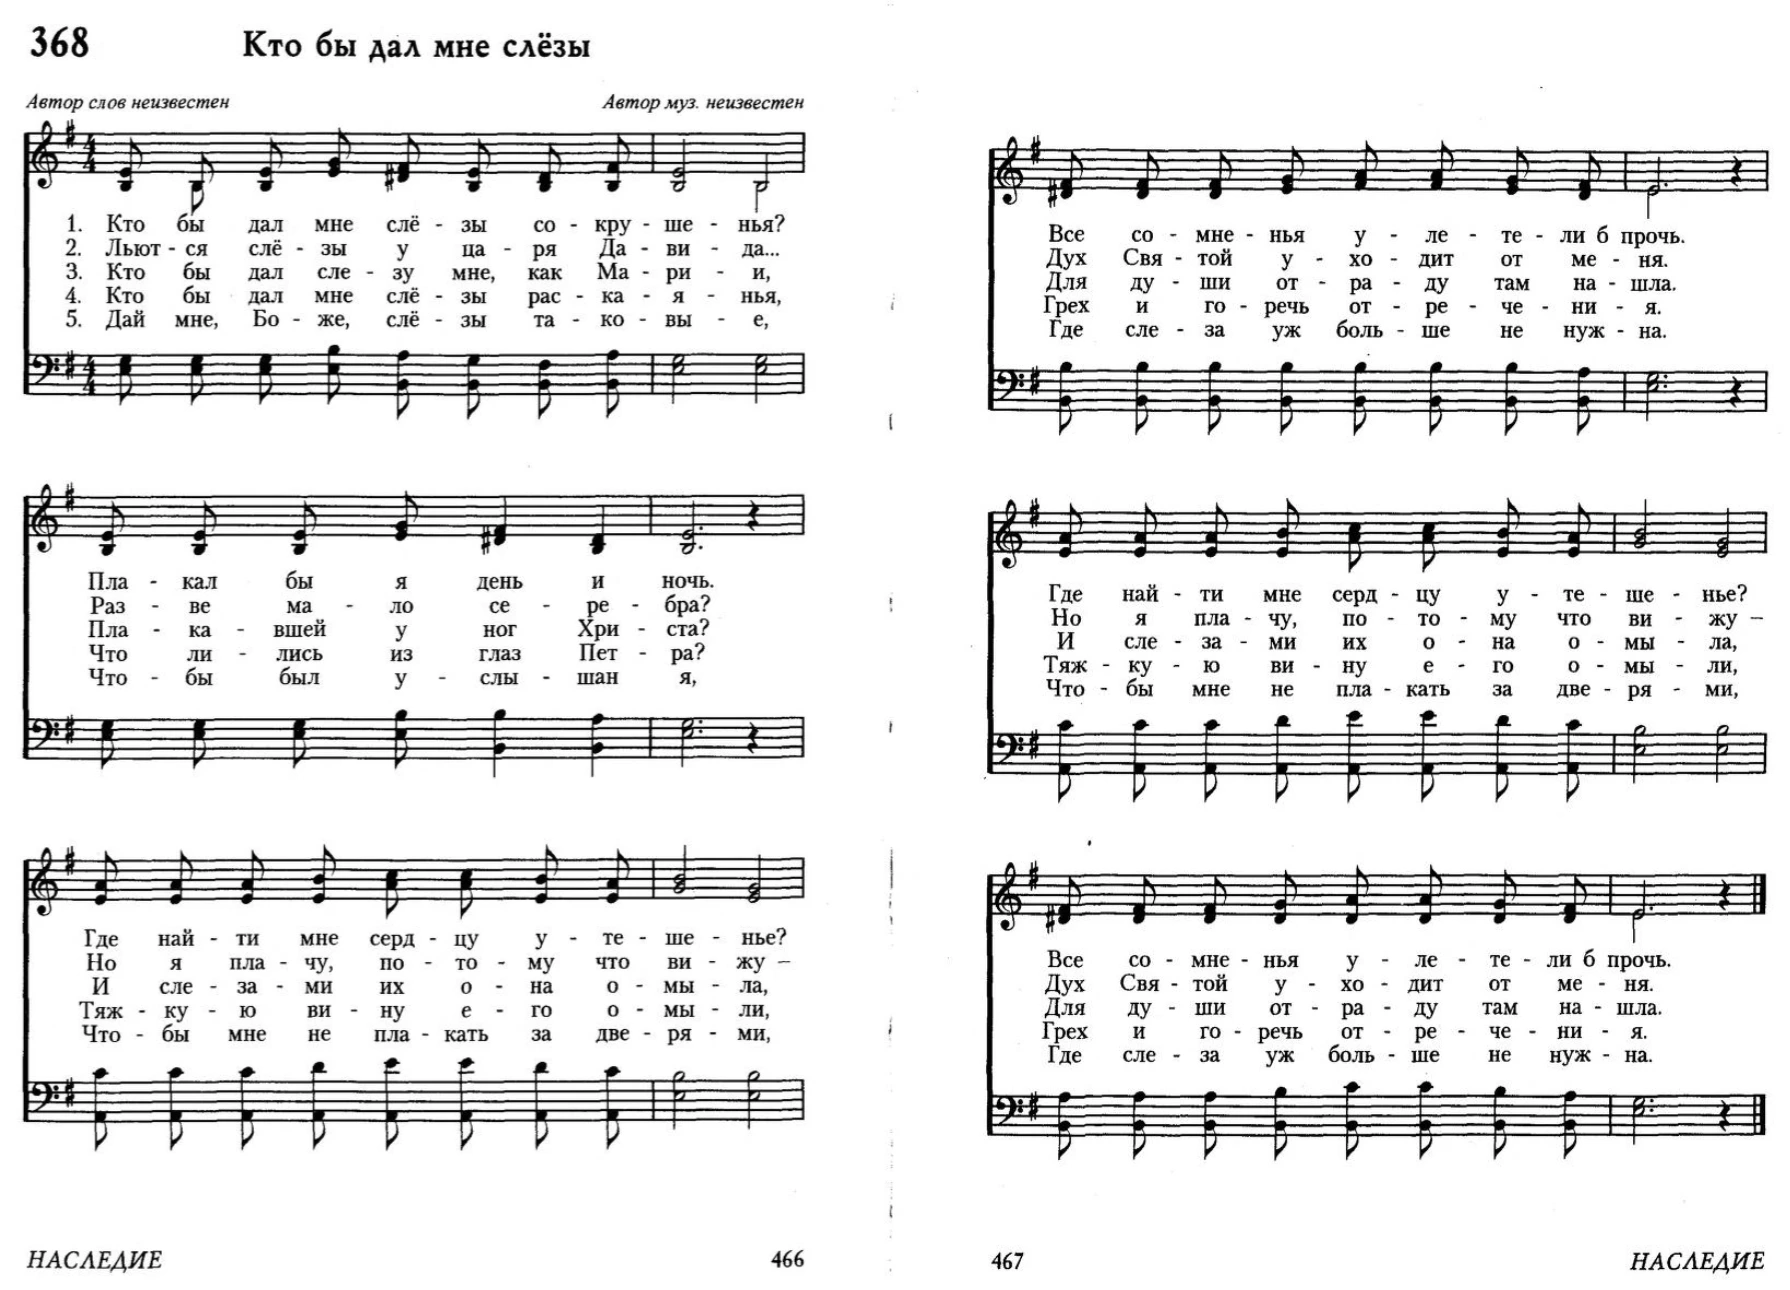 368 Кто бы дал мне слёзы
Автор слов неизвестен Автор муз. неизвестен
4
4
1. Кто бы дал мне слё - зы со - кру - ше - нья?
2. Льют - ся слё - зы у ца - ря Да - ви - да...
3. Кто бы дал сле - зу мне, как Ма - ри - и,
4. Кто бы дал мне слё - зы рас - ка - я - нья,
5. Дай мне, Бо - же, слё - зы та - ко - вы - е,
4
4
Пла - кал бы я день и ночь.
Раз - ве ма - ло се - ре - бра?
Пла - ка - вшей у ног Хри - ста?
Что ли - лись из глаз Пет - ра?
Что - бы был у - слы - шан я,
Где най - ти мне серд - цу у - те - ше - нье?
Но я пла - чу, по - то - му что ви - жу –
И сле - за - ми их о - на о - мы - ла,
Тяж - ку - ю ви - ну е - го о - мы - ли,
Что - бы мне не пла - кать за две - ря - ми,
НАСЛЕДИЕ 466
Все со - мне - нья у - ле - те - ли б прочь.
Дух Свя - той у - хо - дит от ме - ня.
Для ду - ши от - ра - ду там на - шла.
Грех и го - речь от - ре - че - ни - я.
Где сле - за уж боль - ше не нуж - на.
Где най - ти мне серд - цу у - те - ше - нье?
Но я пла - чу, по - то - му что ви - жу –
И сле - за - ми их о - на о - мы - ла,
Тяж - ку - ю ви - ну е - го о - мы - ли,
Что - бы мне не пла - кать за две - ря - ми,
Все со - мне - нья у - ле - те - ли б прочь.
Дух Свя - той у - хо - дит от ме - ня.
Для ду - ши от - ра - ду там на - шла.
Грех и го - речь от - ре - че - ни - я.
Где сле - за уж боль - ше не нуж - на.
467 НАСЛЕДИЕ